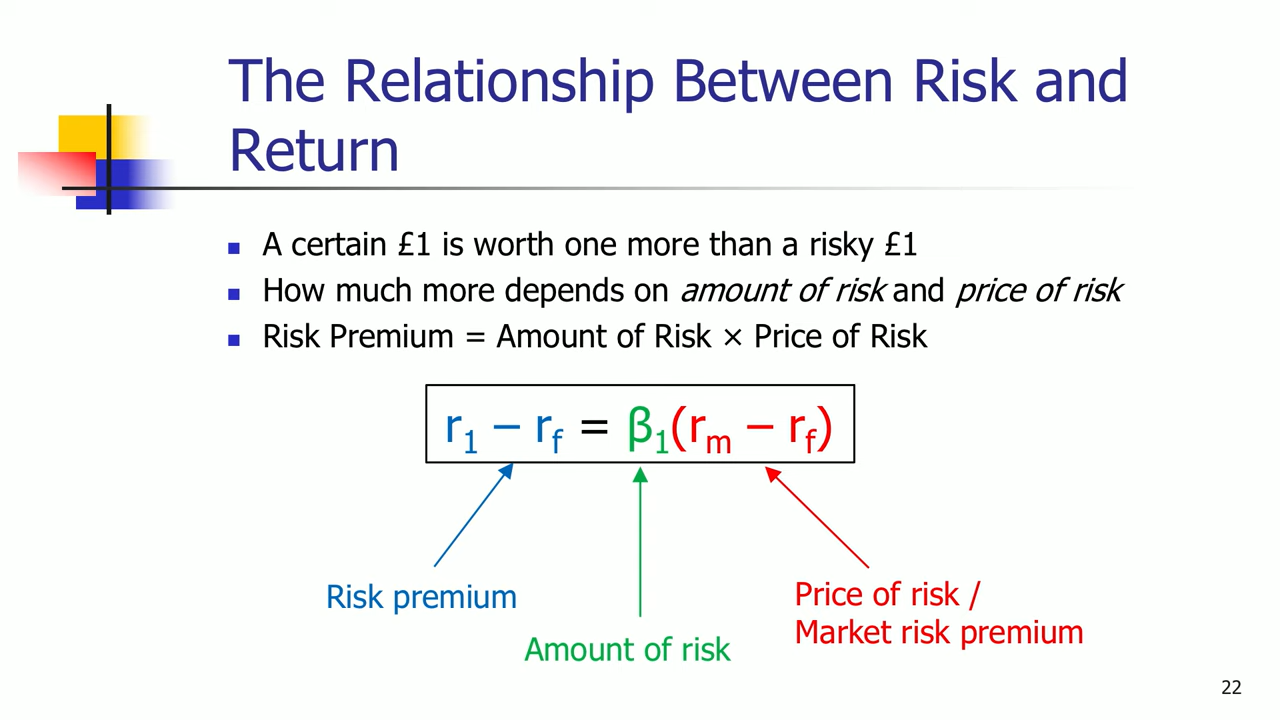 The Relationship Between Risk and
Return
A certain £1 is worth one more than a risky £1
How much more depends on amount of risk and price of risk
Risk Premium = Amount of Risk × Price of Risk
r₁ – r_f = β₁(r_m – r_f)
Risk premium
Price of risk /
Market risk premium
Amount of risk
22